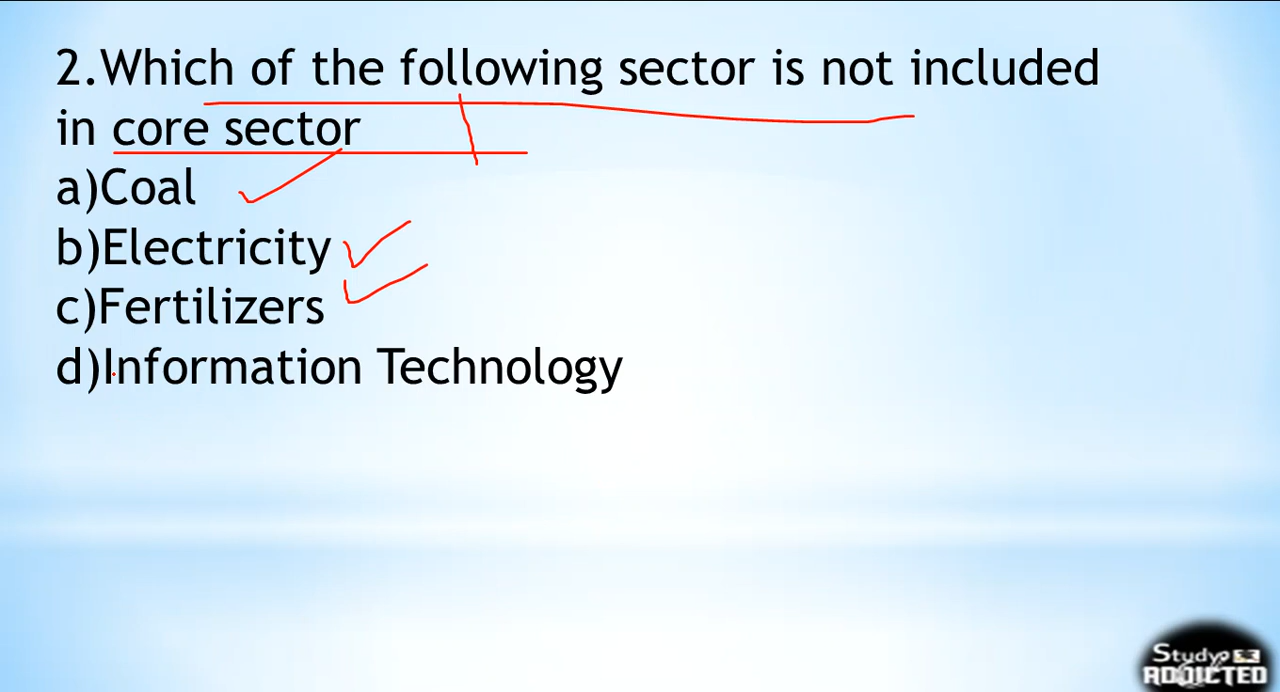 2.Which of the following sector is not included
in core sector
a)Coal
b)Electricity
c)Fertilizers
d)Information Technology
Study
ADDICTED